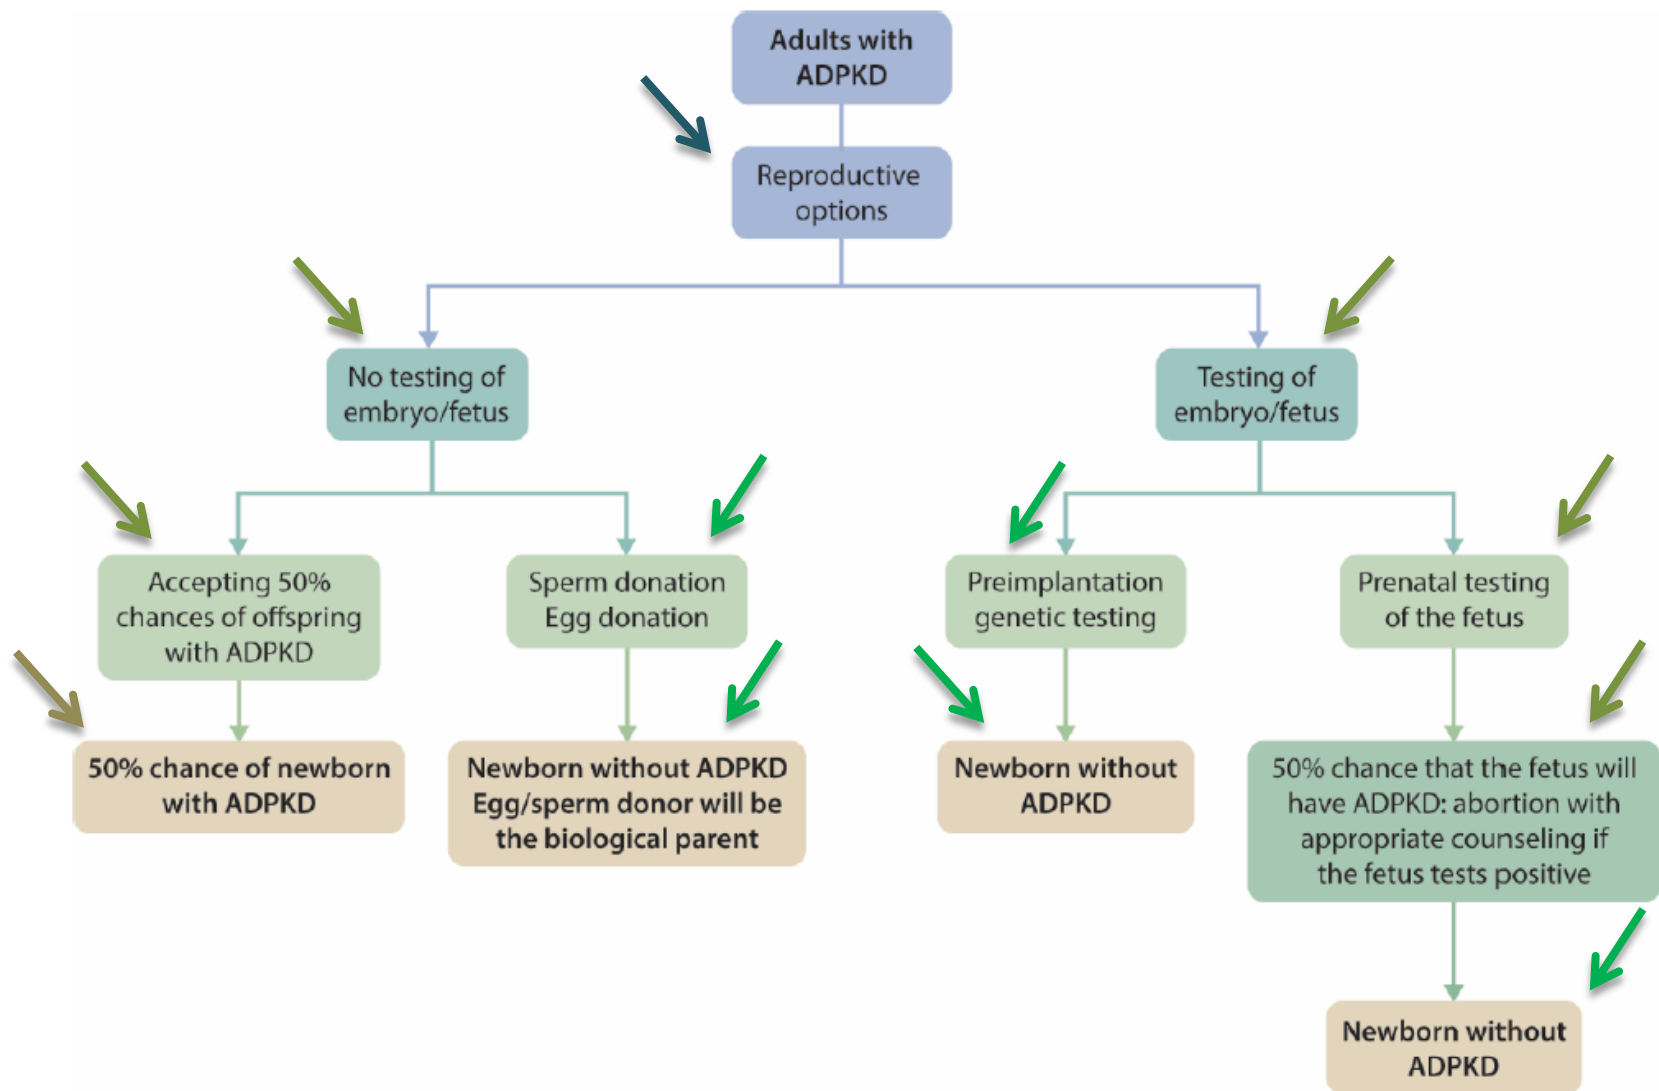 Adults with
ADPKD
Reproductive
options
No testing of
embryo/fetus
Testing of
embryo/fetus
Accepting 50%
chances of offspring
with ADPKD
Sperm donation
Egg donation
Preimplantation
genetic testing
Prenatal testing
of the fetus
50% chance of newborn
with ADPKD
Newborn without ADPKD
Egg/sperm donor will be
the biological parent
Newborn without
ADPKD
50% chance that the fetus will
have ADPKD: abortion with
appropriate counseling if
the fetus tests positive
Newborn without
ADPKD